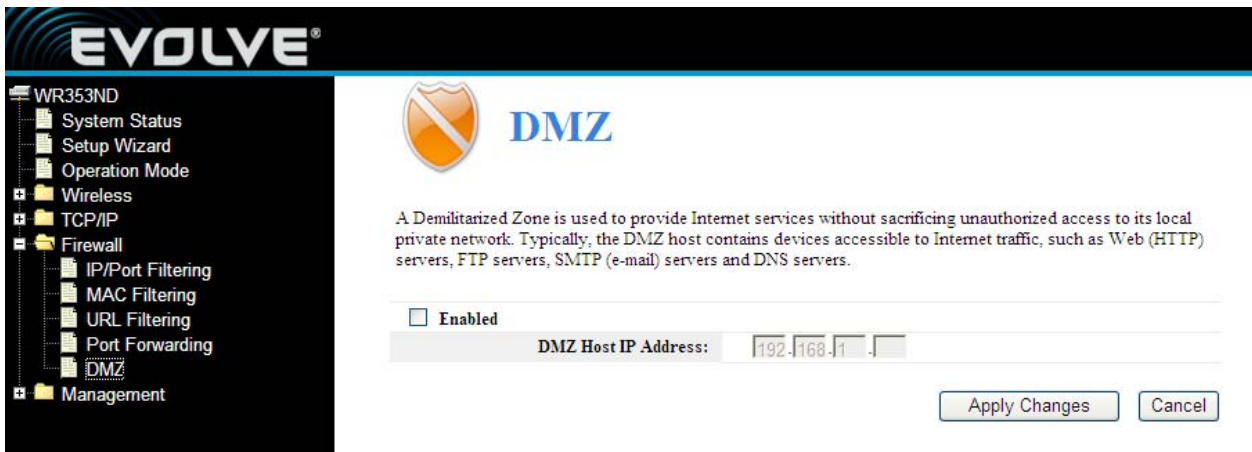 EVOLVE®
WR353ND
System Status
Setup Wizard
Operation Mode
Wireless
TCP/IP
Firewall
IP/Port Filtering
MAC Filtering
URL Filtering
Port Forwarding
DMZ
Management
DMZ
A Demilitarized Zone is used to provide Internet services without sacrificing unauthorized access to its local
private network. Typically, the DMZ host contains devices accessible to Internet traffic, such as Web (HTTP)
servers, FTP servers, SMTP (e-mail) servers and DNS servers.
Enabled
DMZ Host IP Address: 192.168.1.
Apply Changes Cancel